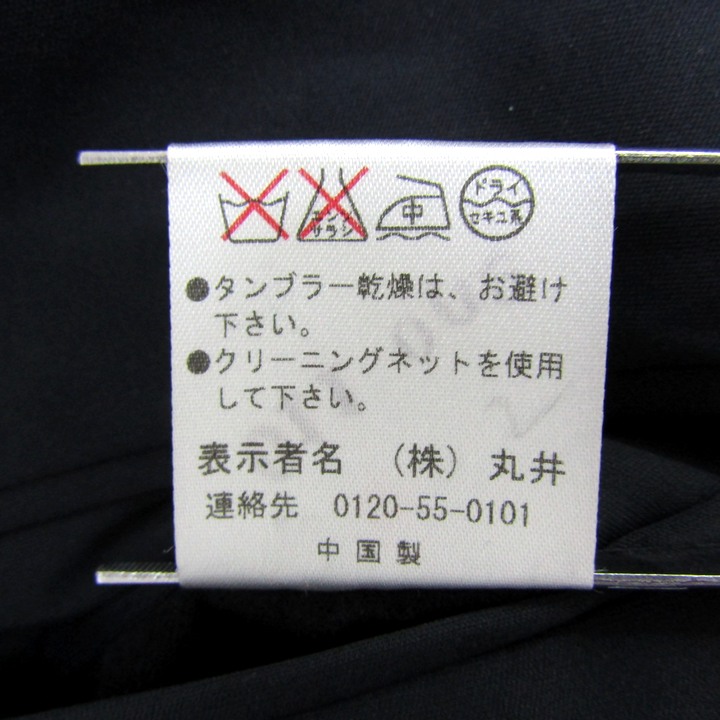 エンソ
サラシ
中
ドライ
セキユ系
●タンブラー乾燥は、お避け
下さい。
●クリーニングネットを使用
して下さい。
表示者名 （株） 丸井
連絡先 0120-55-0101
中国製